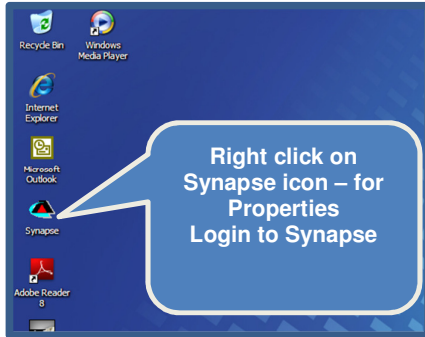 Recycle Bin
Windows
Media Player
Internet
Explorer
Microsoft
Outlook
Synapse
Adobe Reader
8
Right click on
Synapse icon – for
Properties
Login to Synapse